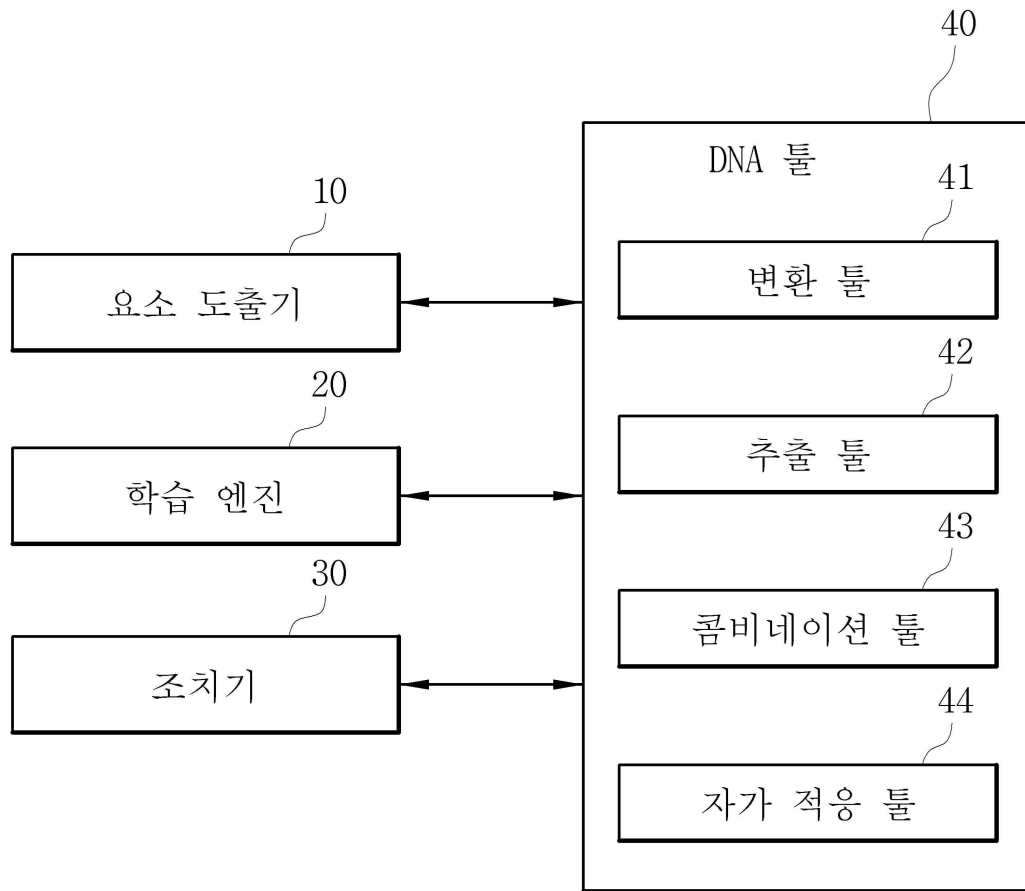 40
DNA 툴
10
41
요소 도출기
변환 툴
20
42
학습 엔진
추출 툴
30
43
조치기
콤비네이션 툴
44
자가 적응 툴